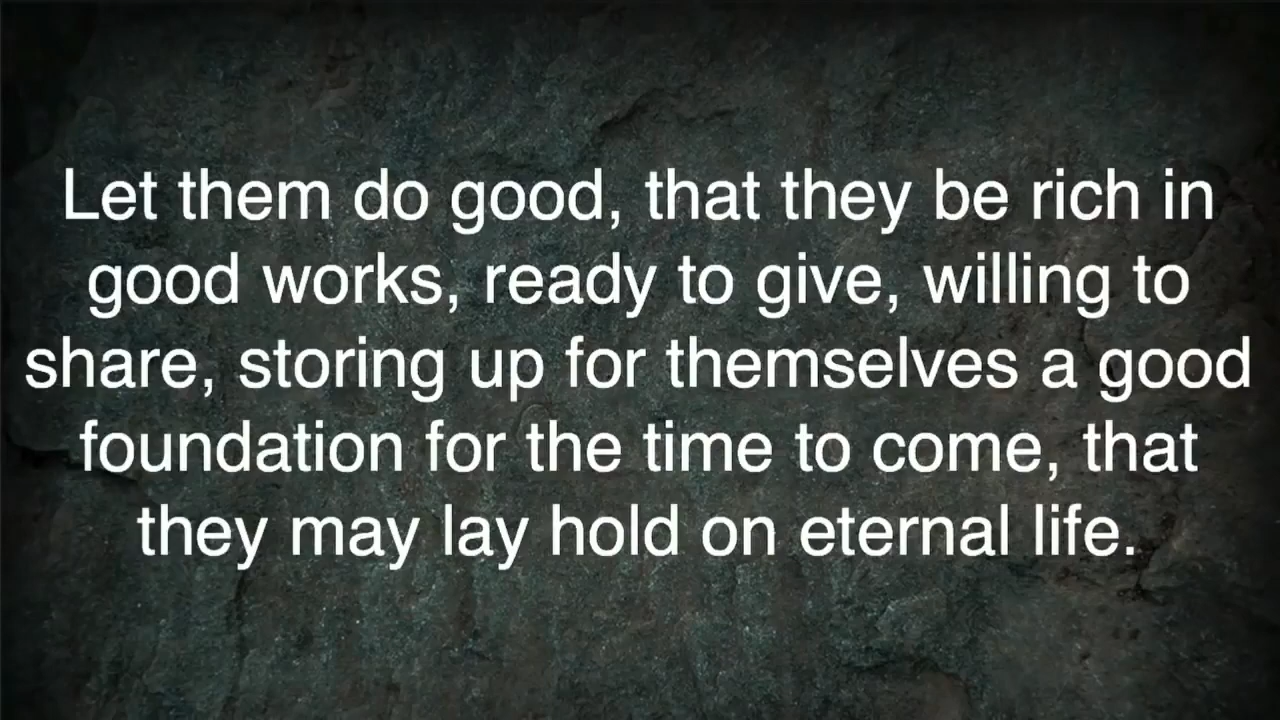 Let them do good, that they be rich in
good works, ready to give, willing to
share, storing up for themselves a good
foundation for the time to come, that
they may lay hold on eternal life.